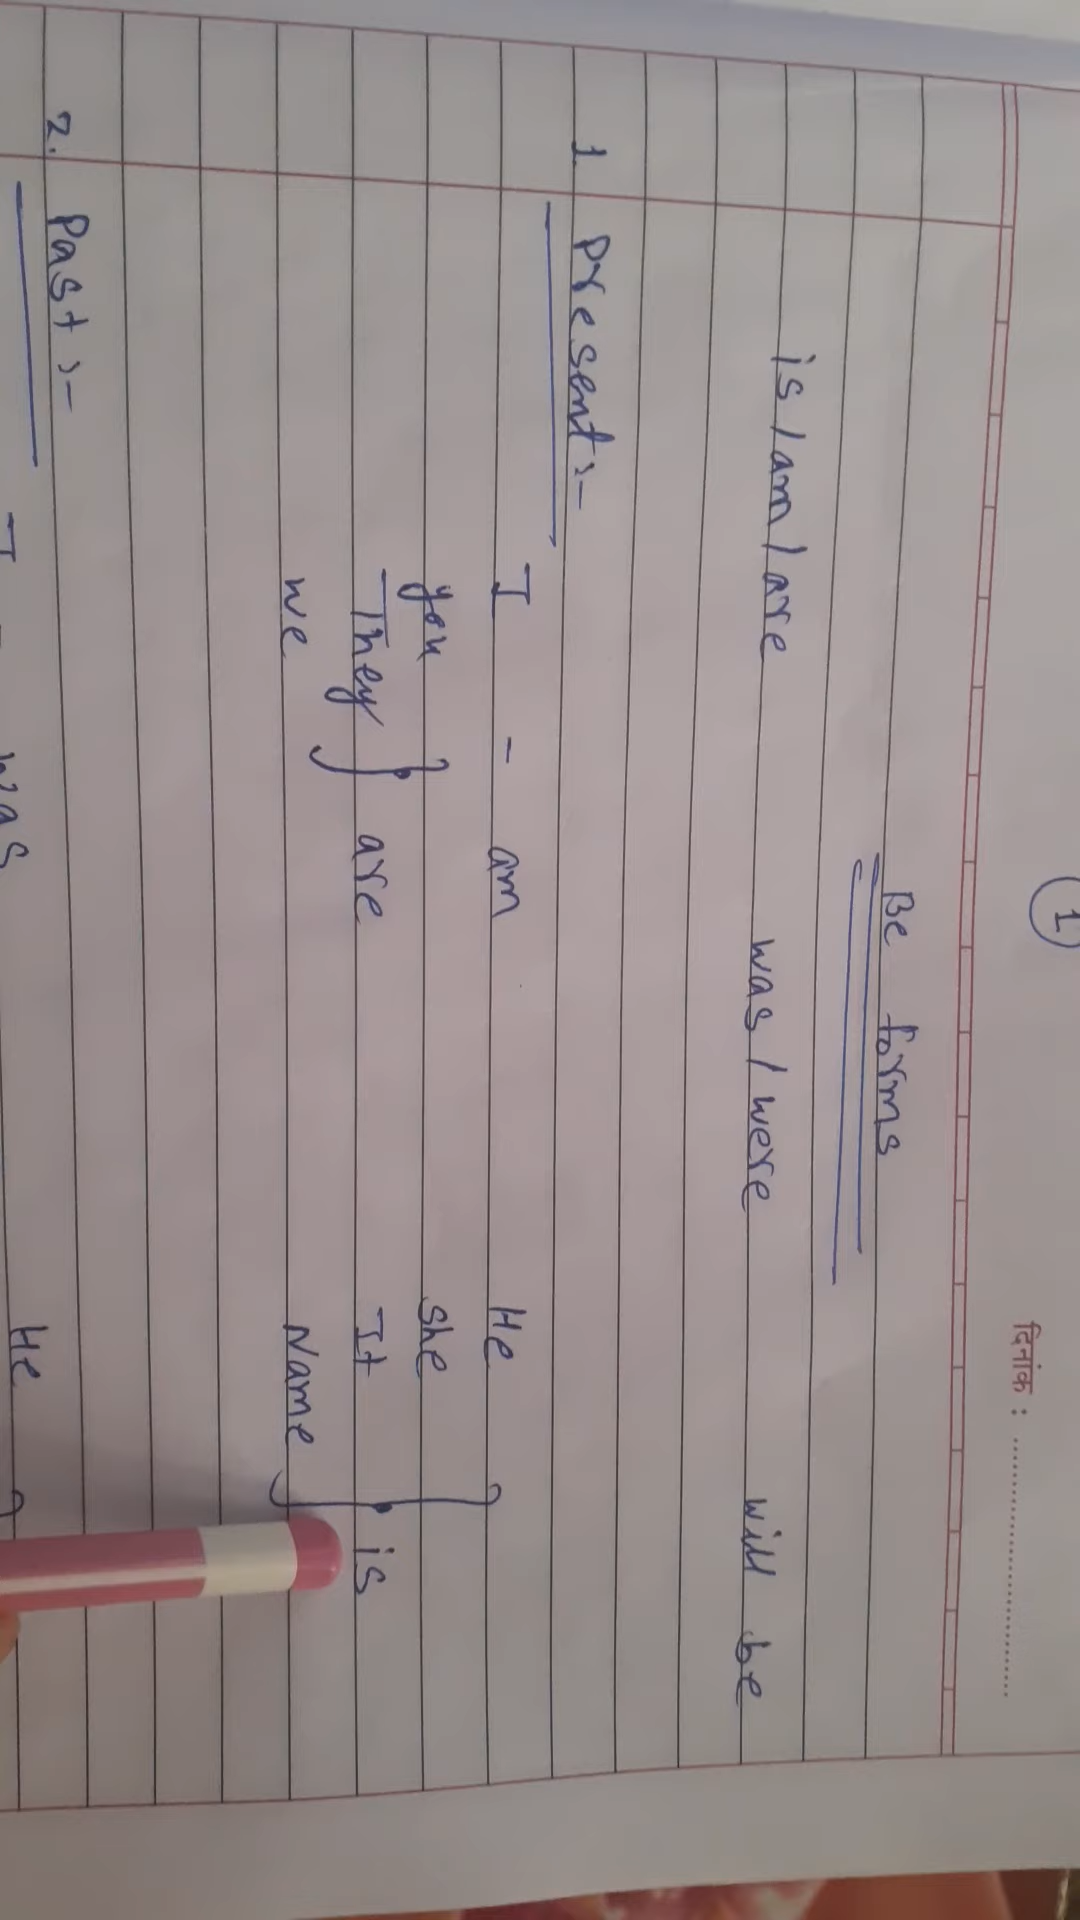 1
दिनांक : ........................
Be forms
is / am / are was / were will be
1. Present :-
I - am He
you She
They } are It } is
we Name
2. Past :-
I - was He